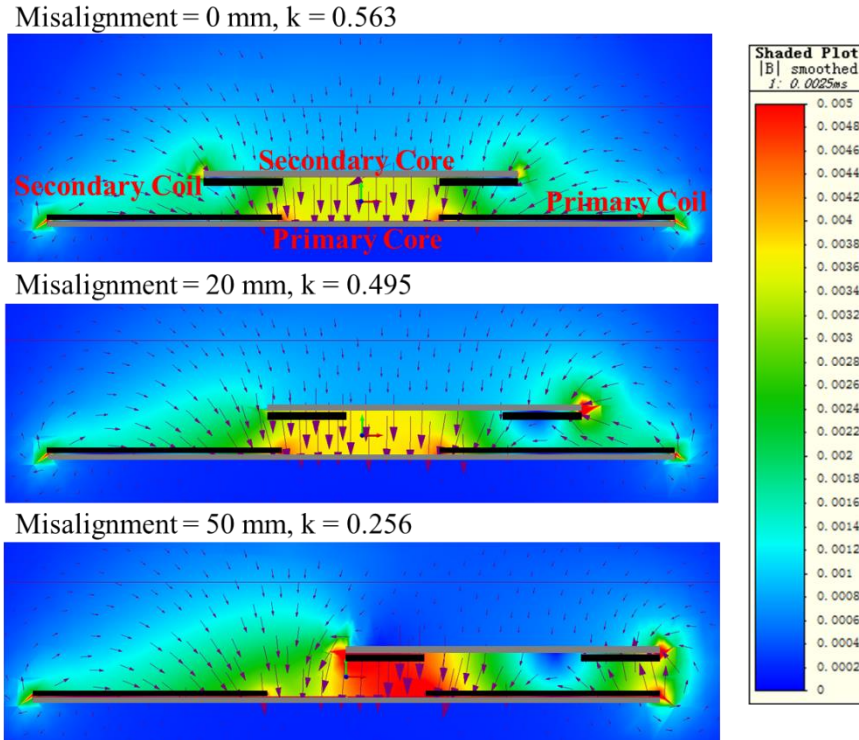 Misalignment = 0 mm, k = 0.563
Secondary Core
Secondary Coil
Primary Coil
Primary Core
Misalignment = 20 mm, k = 0.495
Misalignment = 50 mm, k = 0.256
Shaded Plot
|B| smoothed
1: 0.0025ms
0.005
0.0048
0.0046
0.0044
0.0042
0.004
0.0038
0.0036
0.0034
0.0032
0.003
0.0028
0.0026
0.0024
0.0022
0.002
0.0018
0.0016
0.0014
0.0012
0.001
0.0008
0.0006
0.0004
0.0002
0